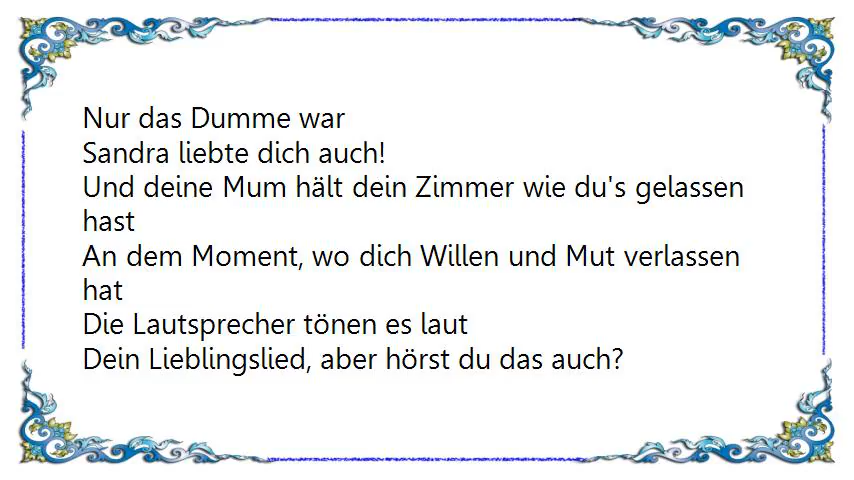 Nur das Dumme war
Sandra liebte dich auch!
Und deine Mum hält dein Zimmer wie du's gelassen
hast
An dem Moment, wo dich Willen und Mut verlassen
hat
Die Lautsprecher tönen es laut
Dein Lieblingslied, aber hörst du das auch?